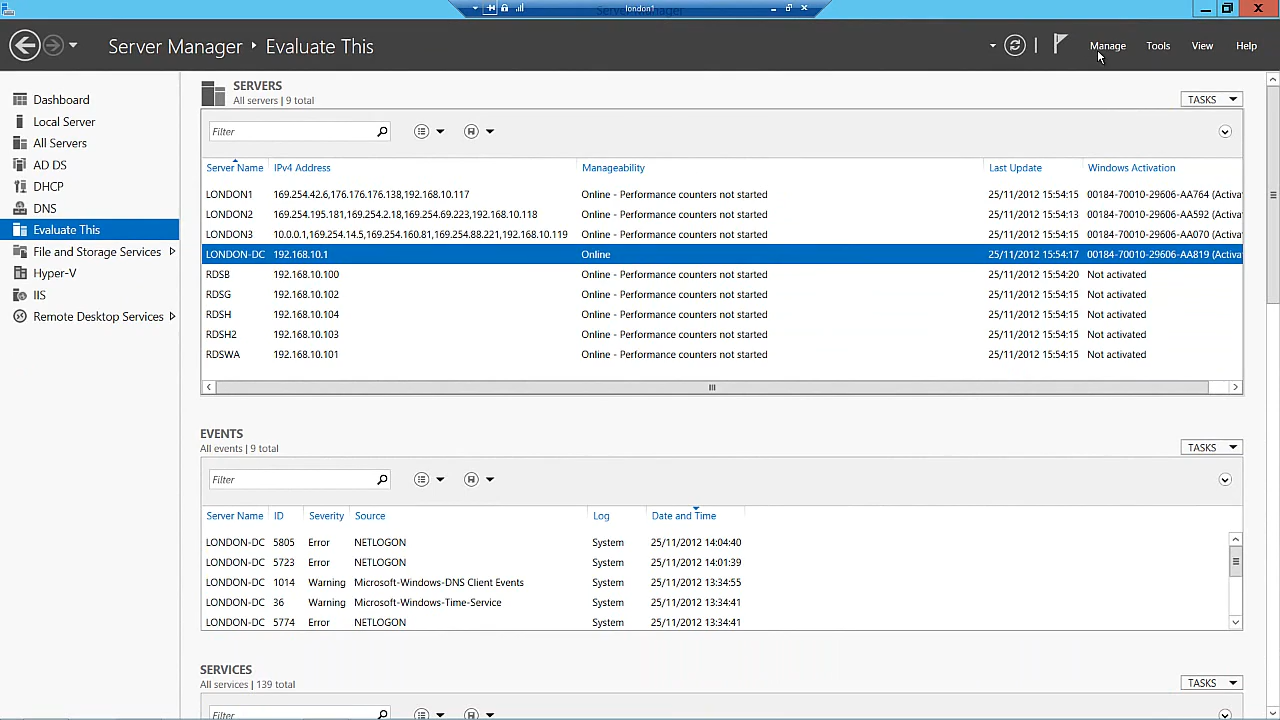 london1
Server Manager
Server Manager ‣ Evaluate This
Manage Tools View Help
Dashboard
Local Server
All Servers
AD DS
DHCP
DNS
Evaluate This
File and Storage Services
Hyper-V
IIS
Remote Desktop Services
SERVERS
All servers | 9 total
TASKS
Filter
Server Name IPv4 Address Manageability Last Update Windows Activation
LONDON1 169.254.42.6,176.176.176.138,192.168.10.117 Online - Performance counters not started 25/11/2012 15:54:15 00184-70010-29606-AA764 (Activa
LONDON2 169.254.195.181,169.254.2.18,169.254.69.223,192.168.10.118 Online - Performance counters not started 25/11/2012 15:54:13 00184-70010-29606-AA592 (Activa
LONDON3 10.0.0.1,169.254.14.5,169.254.160.81,169.254.88.221,192.168.10.119 Online - Performance counters not started 25/11/2012 15:54:15 00184-70010-29606-AA070 (Activa
LONDON-DC 192.168.10.1 Online 25/11/2012 15:54:17 00184-70010-29606-AA819 (Activa
RDSB 192.168.10.100 Online - Performance counters not started 25/11/2012 15:54:20 Not activated
RDSG 192.168.10.102 Online - Performance counters not started 25/11/2012 15:54:15 Not activated
RDSH 192.168.10.104 Online - Performance counters not started 25/11/2012 15:54:15 Not activated
RDSH2 192.168.10.103 Online - Performance counters not started 25/11/2012 15:54:15 Not activated
RDSWA 192.168.10.101 Online - Performance counters not started 25/11/2012 15:54:15 Not activated
EVENTS
All events | 9 total
TASKS
Filter
Server Name ID Severity Source Log Date and Time
LONDON-DC 5805 Error NETLOGON System 25/11/2012 14:04:40
LONDON-DC 5723 Error NETLOGON System 25/11/2012 14:01:39
LONDON-DC 1014 Warning Microsoft-Windows-DNS Client Events System 25/11/2012 13:34:55
LONDON-DC 36 Warning Microsoft-Windows-Time-Service System 25/11/2012 13:34:41
LONDON-DC 5774 Error NETLOGON System 25/11/2012 13:34:41
SERVICES
All services | 139 total
TASKS
Filter